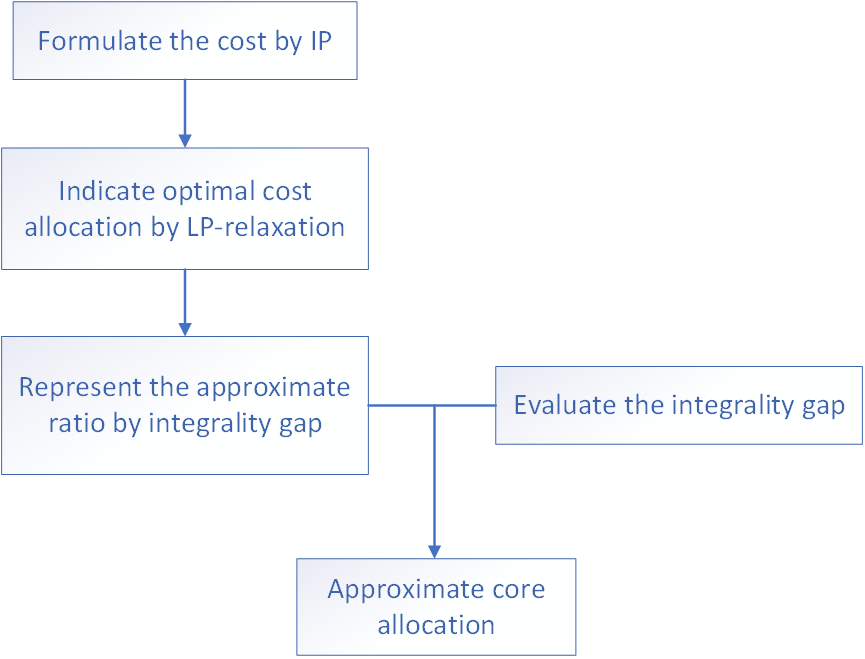 Formulate the cost by IP
Indicate optimal cost
allocation by LP-relaxation
Represent the approximate
ratio by integrality gap
Evaluate the integrality gap
Approximate core
allocation